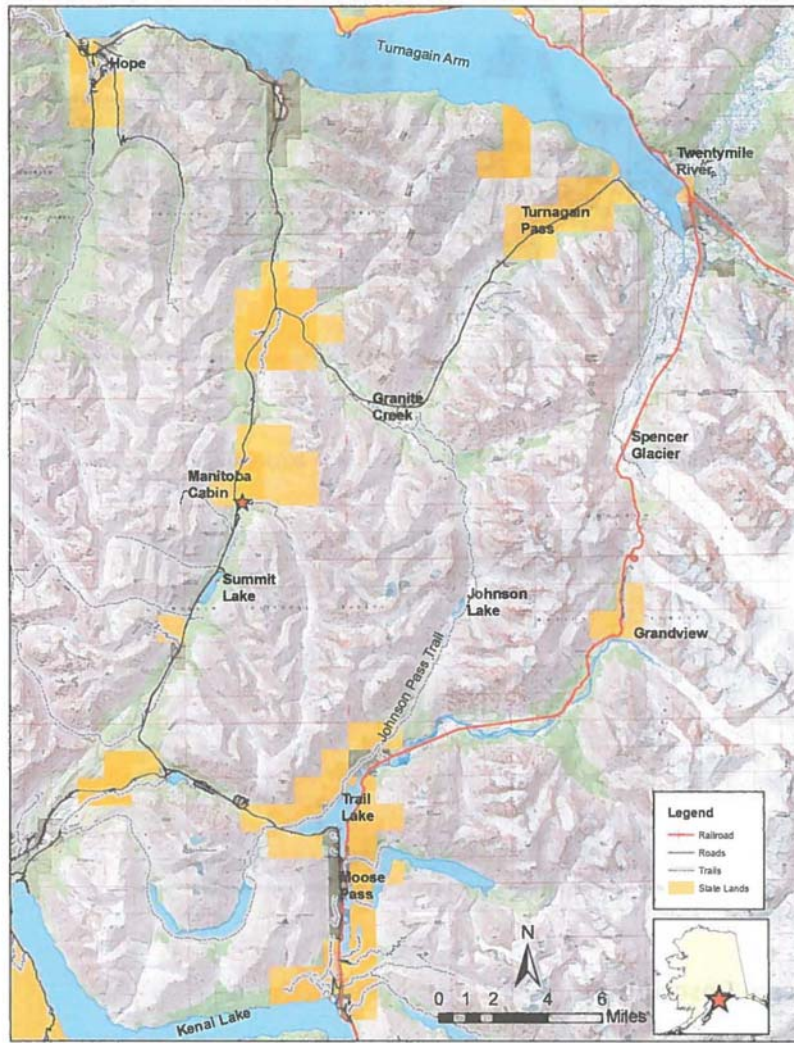 Turnagain Arm
Hope
Twentymile
River
Turnagain
Pass
Granite
Creek
Spencer
Glacier
Manitoba
Cabin
Summit
Lake
Johnson
Lake
Grandview
Johnson Pass Trail
Trail
Lake
Moose
Pass
Kenai Lake
Legend
Railroad
Roads
Trails
State Lands
N
0 1 2 4 6
Miles